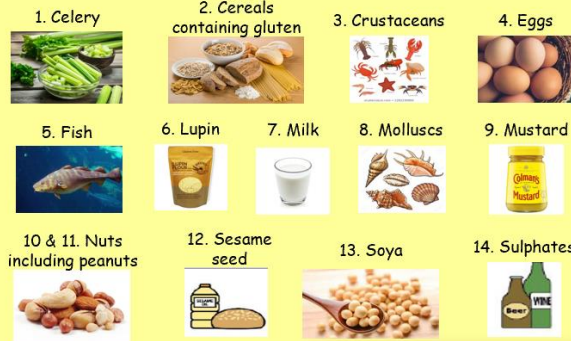 1. Celery
2. Cereals
containing gluten
3. Crustaceans
4. Eggs
5. Fish
6. Lupin
7. Milk
8. Molluscs
9. Mustard
Colman's
Mustard
10 & 11. Nuts
including peanuts
12. Sesame
seed
SESAME
OIL
13. Soya
14. Sulphates
Beer
WINE